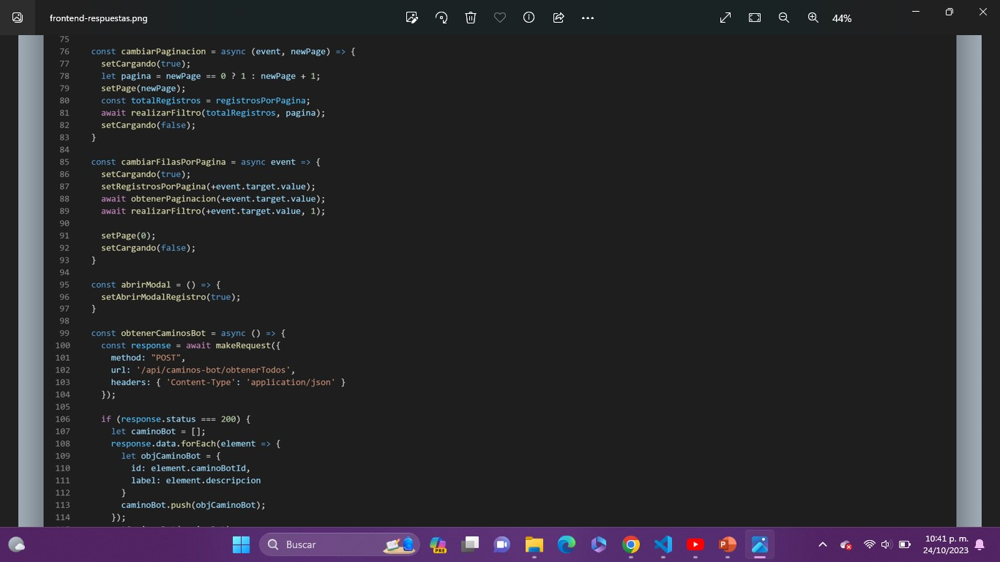 frontend-respuestas.png
44%
75
76 const cambiarPaginacion = async (event, newPage) => {
77 setCargando(true);
78 let pagina = newPage == 0 ? 1 : newPage + 1;
79 setPage(newPage);
80 const totalRegistros = registrosPorPagina;
81 await realizarFiltro(totalRegistros, pagina);
82 setCargando(false);
83 }
84
85 const cambiarFilasPorPagina = async event => {
86 setCargando(true);
87 setRegistrosPorPagina(+event.target.value);
88 await obtenerPaginacion(+event.target.value);
89 await realizarFiltro(+event.target.value, 1);
90
91 setPage(0);
92 setCargando(false);
93 }
94
95 const abrirModal = () => {
96 setAbrirModalRegistro(true);
97 }
98
99 const obtenerCaminosBot = async () => {
100 const response = await makeRequest({
101 method: "POST",
102 url: '/api/caminos-bot/obtenerTodos',
103 headers: { 'Content-Type': 'application/json' }
104 });
105
106 if (response.status === 200) {
107 let caminoBot = [];
108 response.data.forEach(element => {
109 let objCaminoBot = {
110 id: element.caminoBotId,
111 label: element.descripcion
112 }
113 caminoBot.push(objCaminoBot);
114 });
Buscar
PRE
10:41 p. m.
24/10/2023